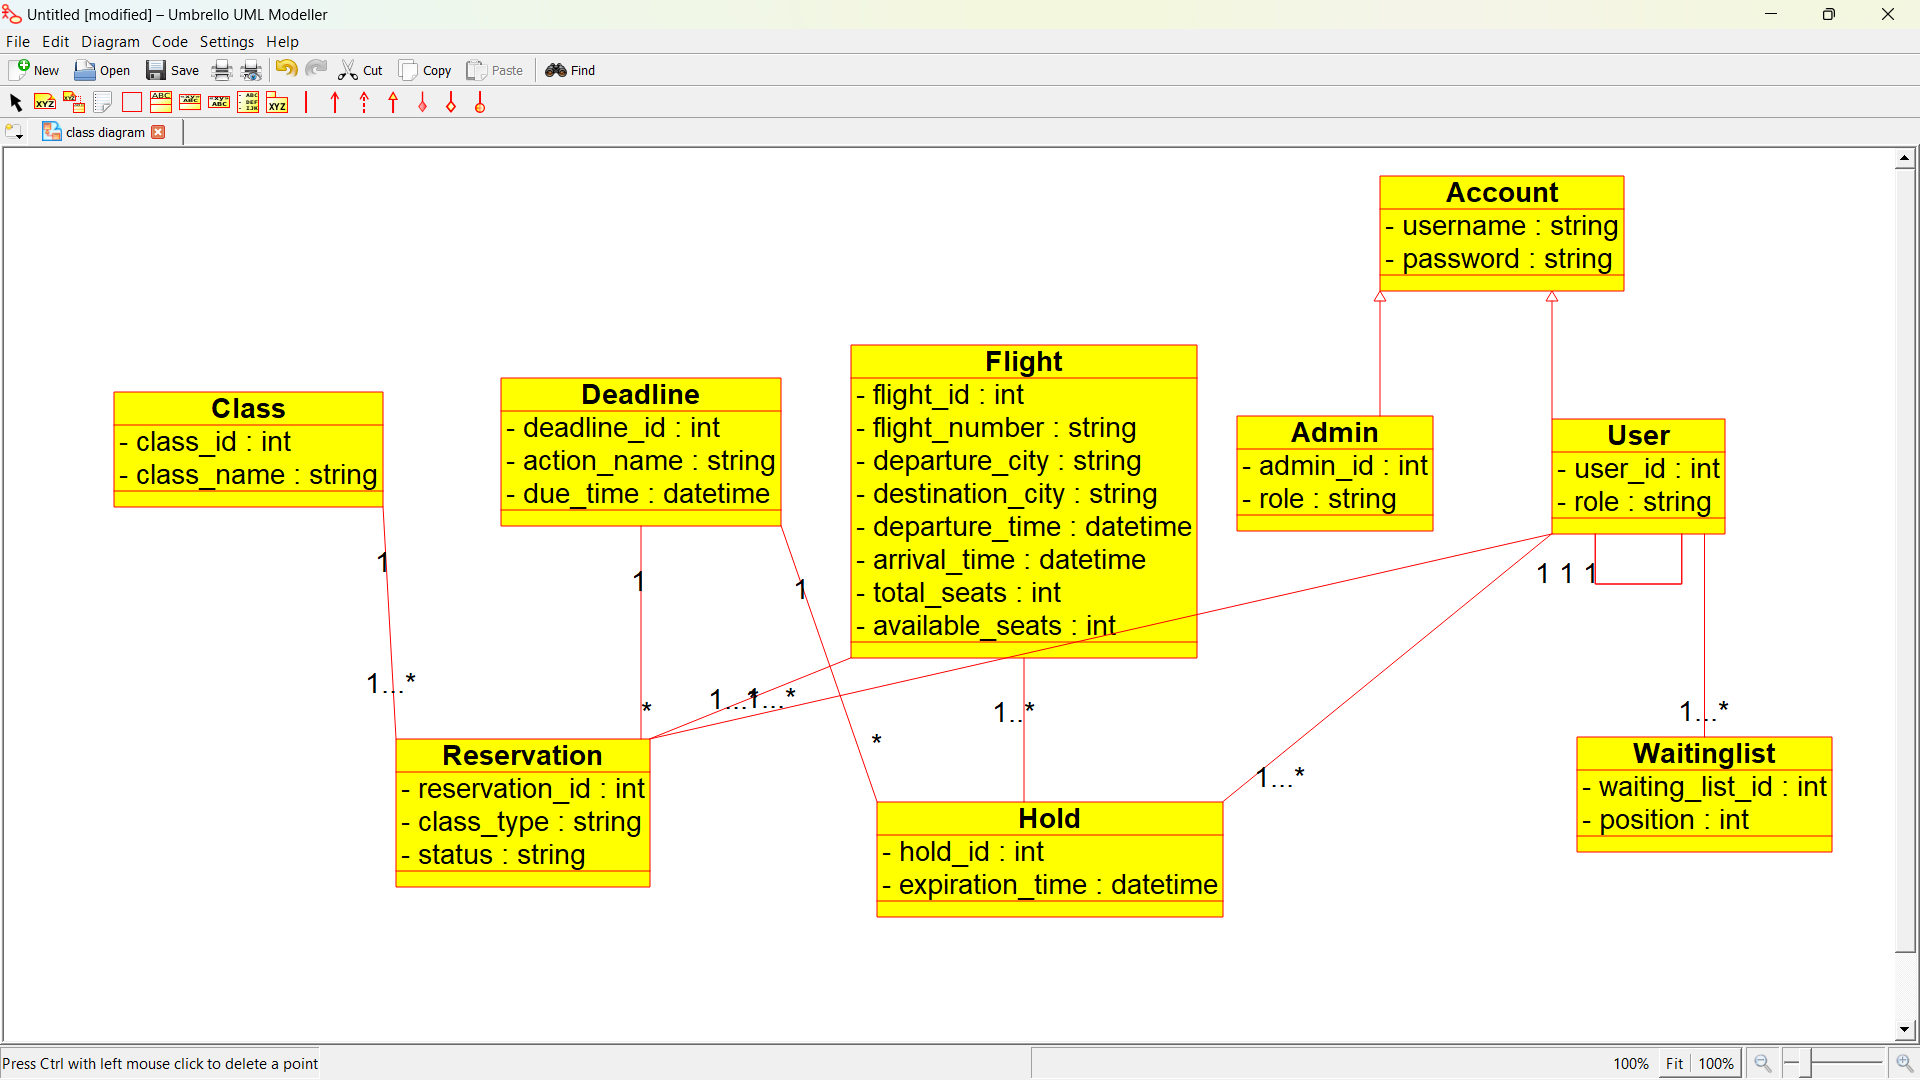 Untitled [modified] – Umbrello UML Modeller
File Edit Diagram Code Settings Help
New Open Save Cut Copy Paste Find
class diagram
Account
- username : string
- password : string
Flight
- flight_id : int
- flight_number : string
- departure_city : string
- destination_city : string
- departure_time : datetime
- arrival_time : datetime
- total_seats : int
- available_seats : int
Deadline
- deadline_id : int
- action_name : string
- due_time : datetime
Class
- class_id : int
- class_name : string
Admin
- admin_id : int
- role : string
User
- user_id : int
- role : string
1
1
1
1 1 1
1...*
*
1...*
1...*
1..*
1...*
*
1...*
Reservation
- reservation_id : int
- class_type : string
- status : string
Hold
- hold_id : int
- expiration_time : datetime
Waitinglist
- waiting_list_id : int
- position : int
Press Ctrl with left mouse click to delete a point
100% Fit 100%